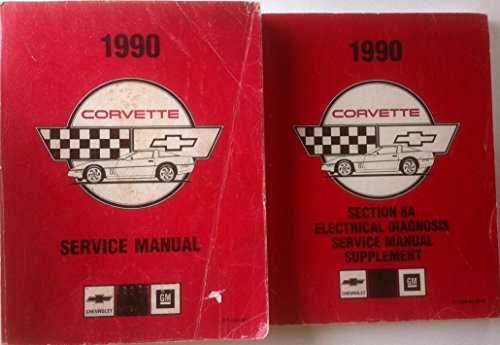 1990
CORVETTE
SERVICE MANUAL
CHEVROLET
GM
1990
CORVETTE
SECTION 8A
ELECTRICAL DIAGNOSIS
SERVICE MANUAL
SUPPLEMENT
CHEVROLET
GM